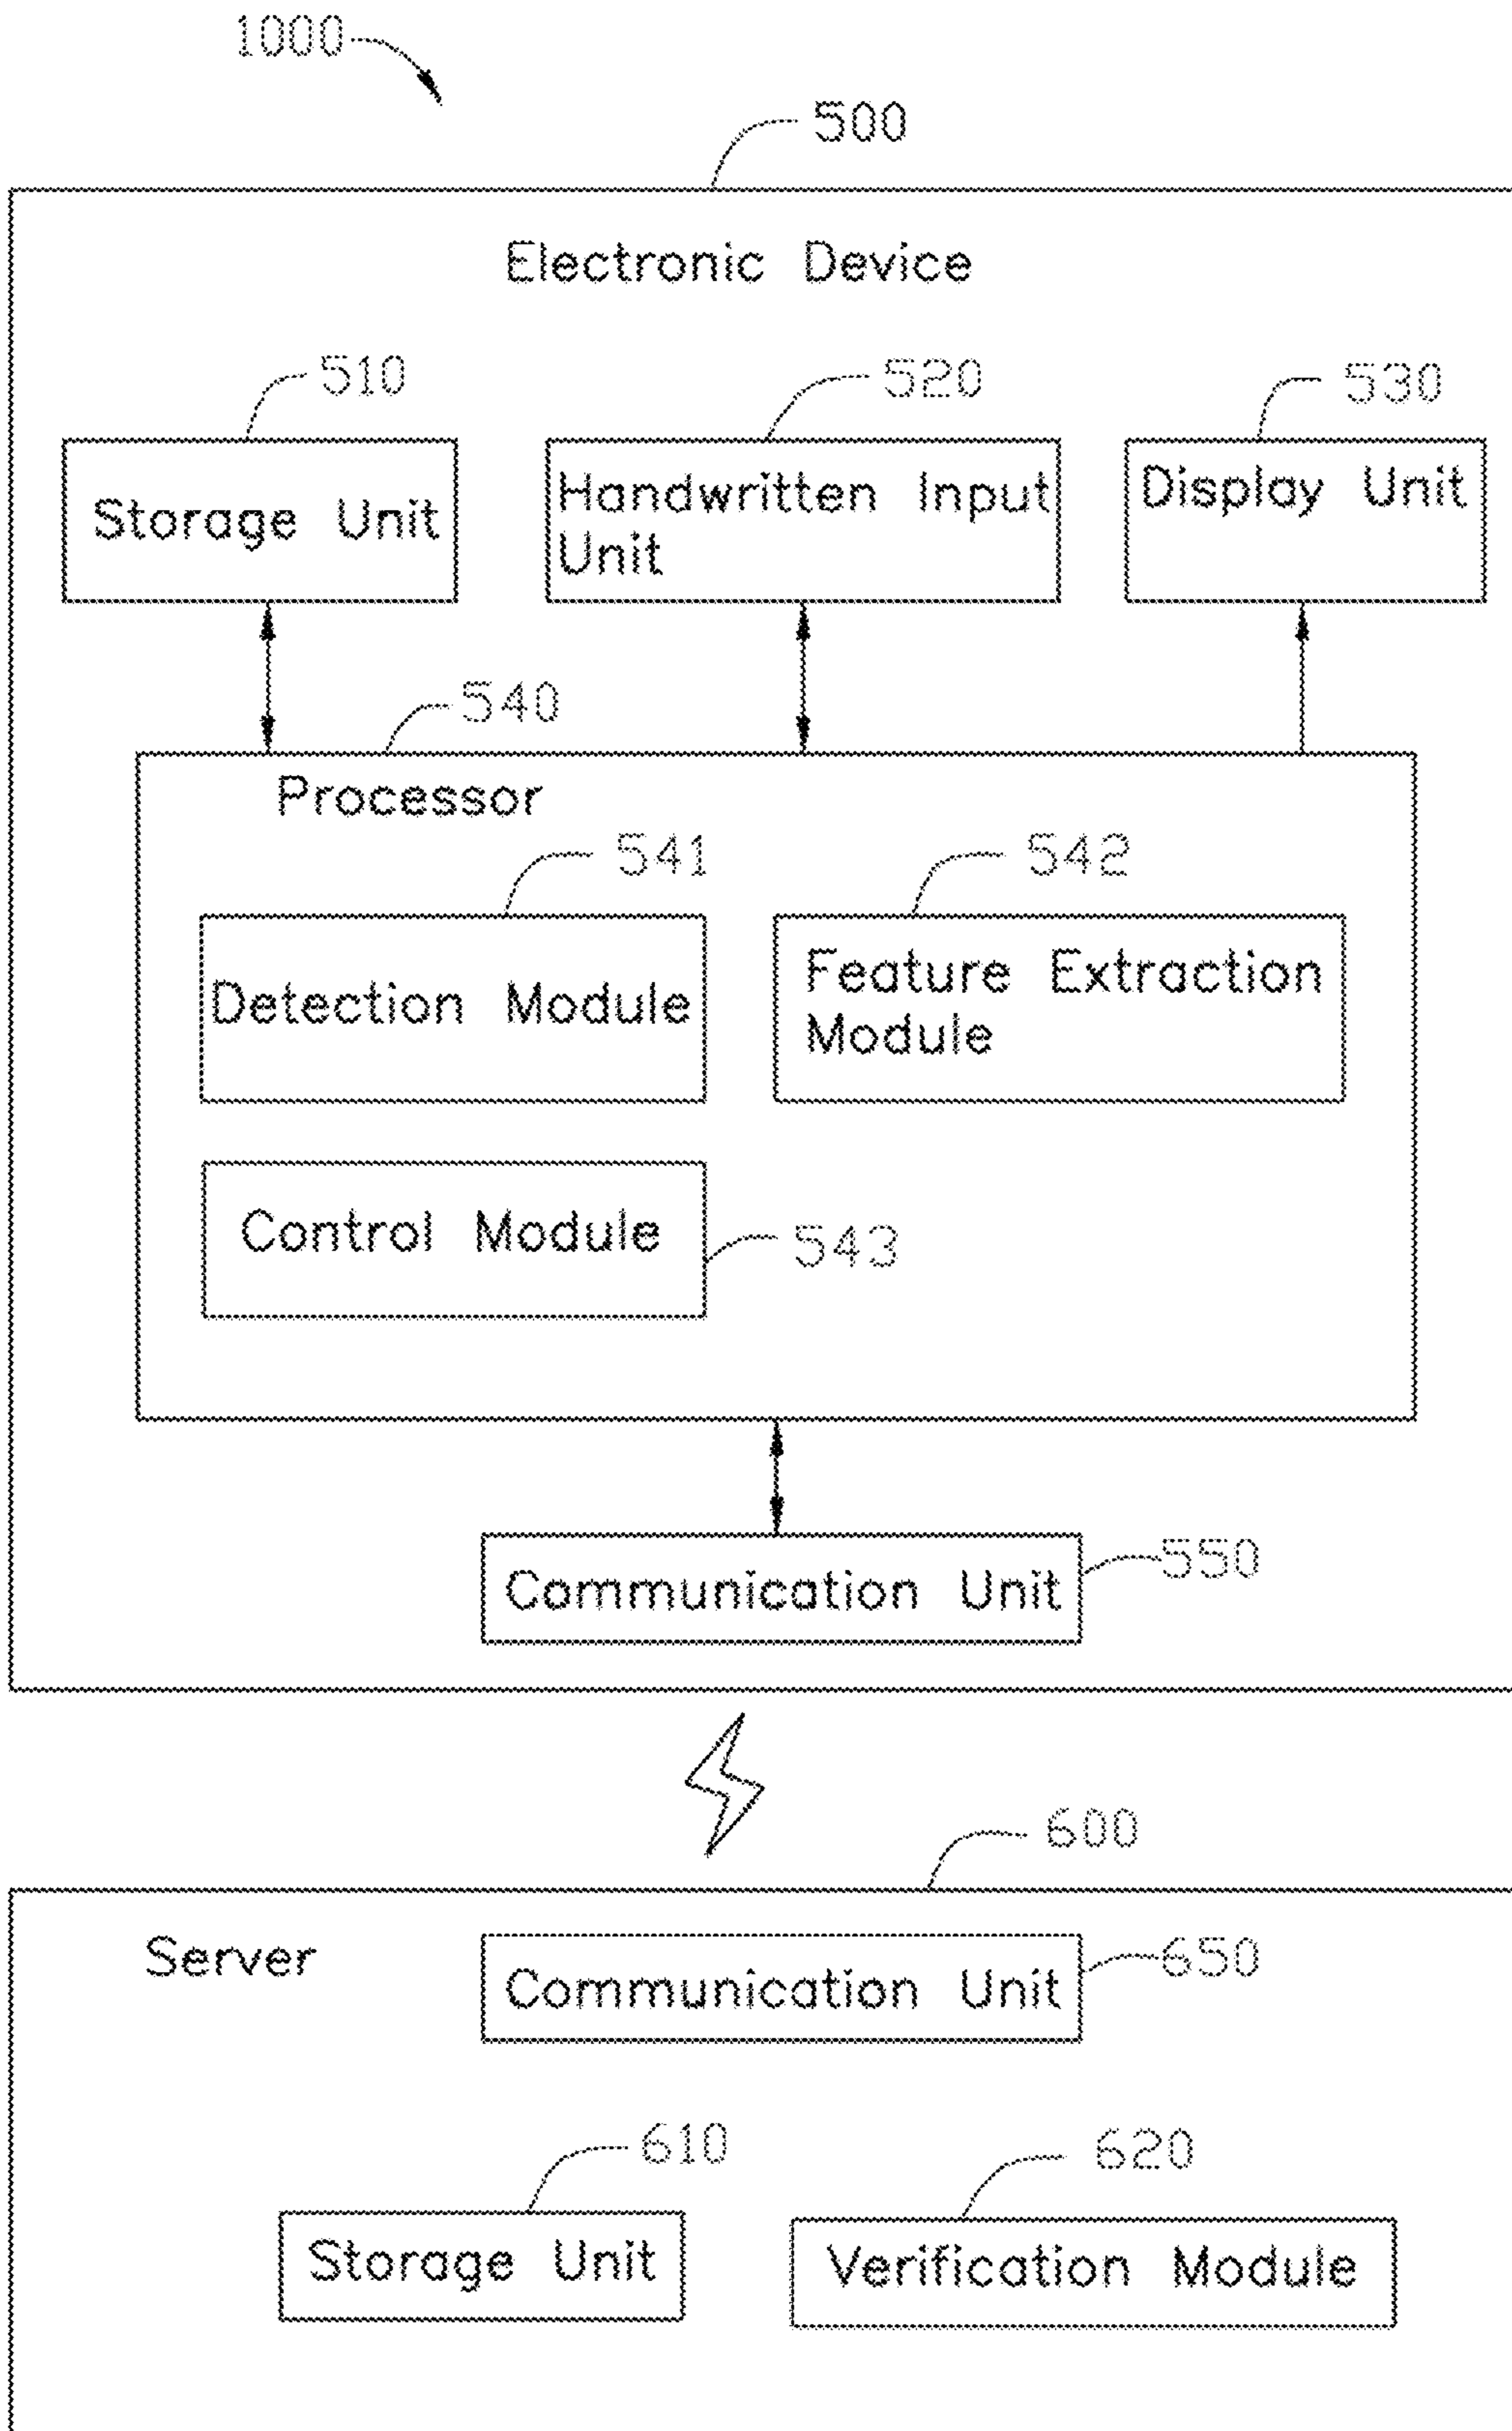 1000
500
Electronic Device
510
520
530
Storage Unit
Handwritten Input
Unit
Display Unit
540
Processor
541
542
Detection Module
Feature Extraction
Module
Control Module
543
Communication Unit
550
600
Server
Communication Unit
650
610
620
Storage Unit
Verification Module